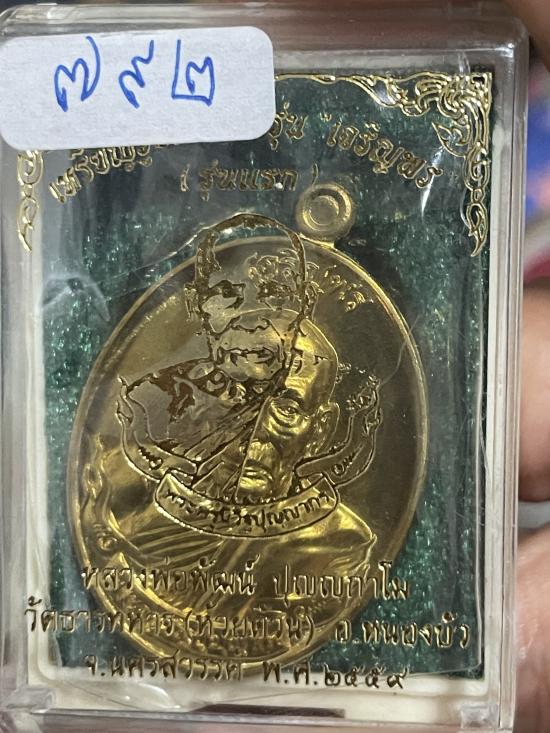 ๗๙๒
รุ่น "เจริญพร"
(รุ่นแรก)
หลวงพ่อพัฒน์ ปุญฺญกาโม
วัดธารทหาร (ห้วยด้วน) อ.หนองบัว
จ.นครสวรรค์ พ.ศ.๒๕๕๙